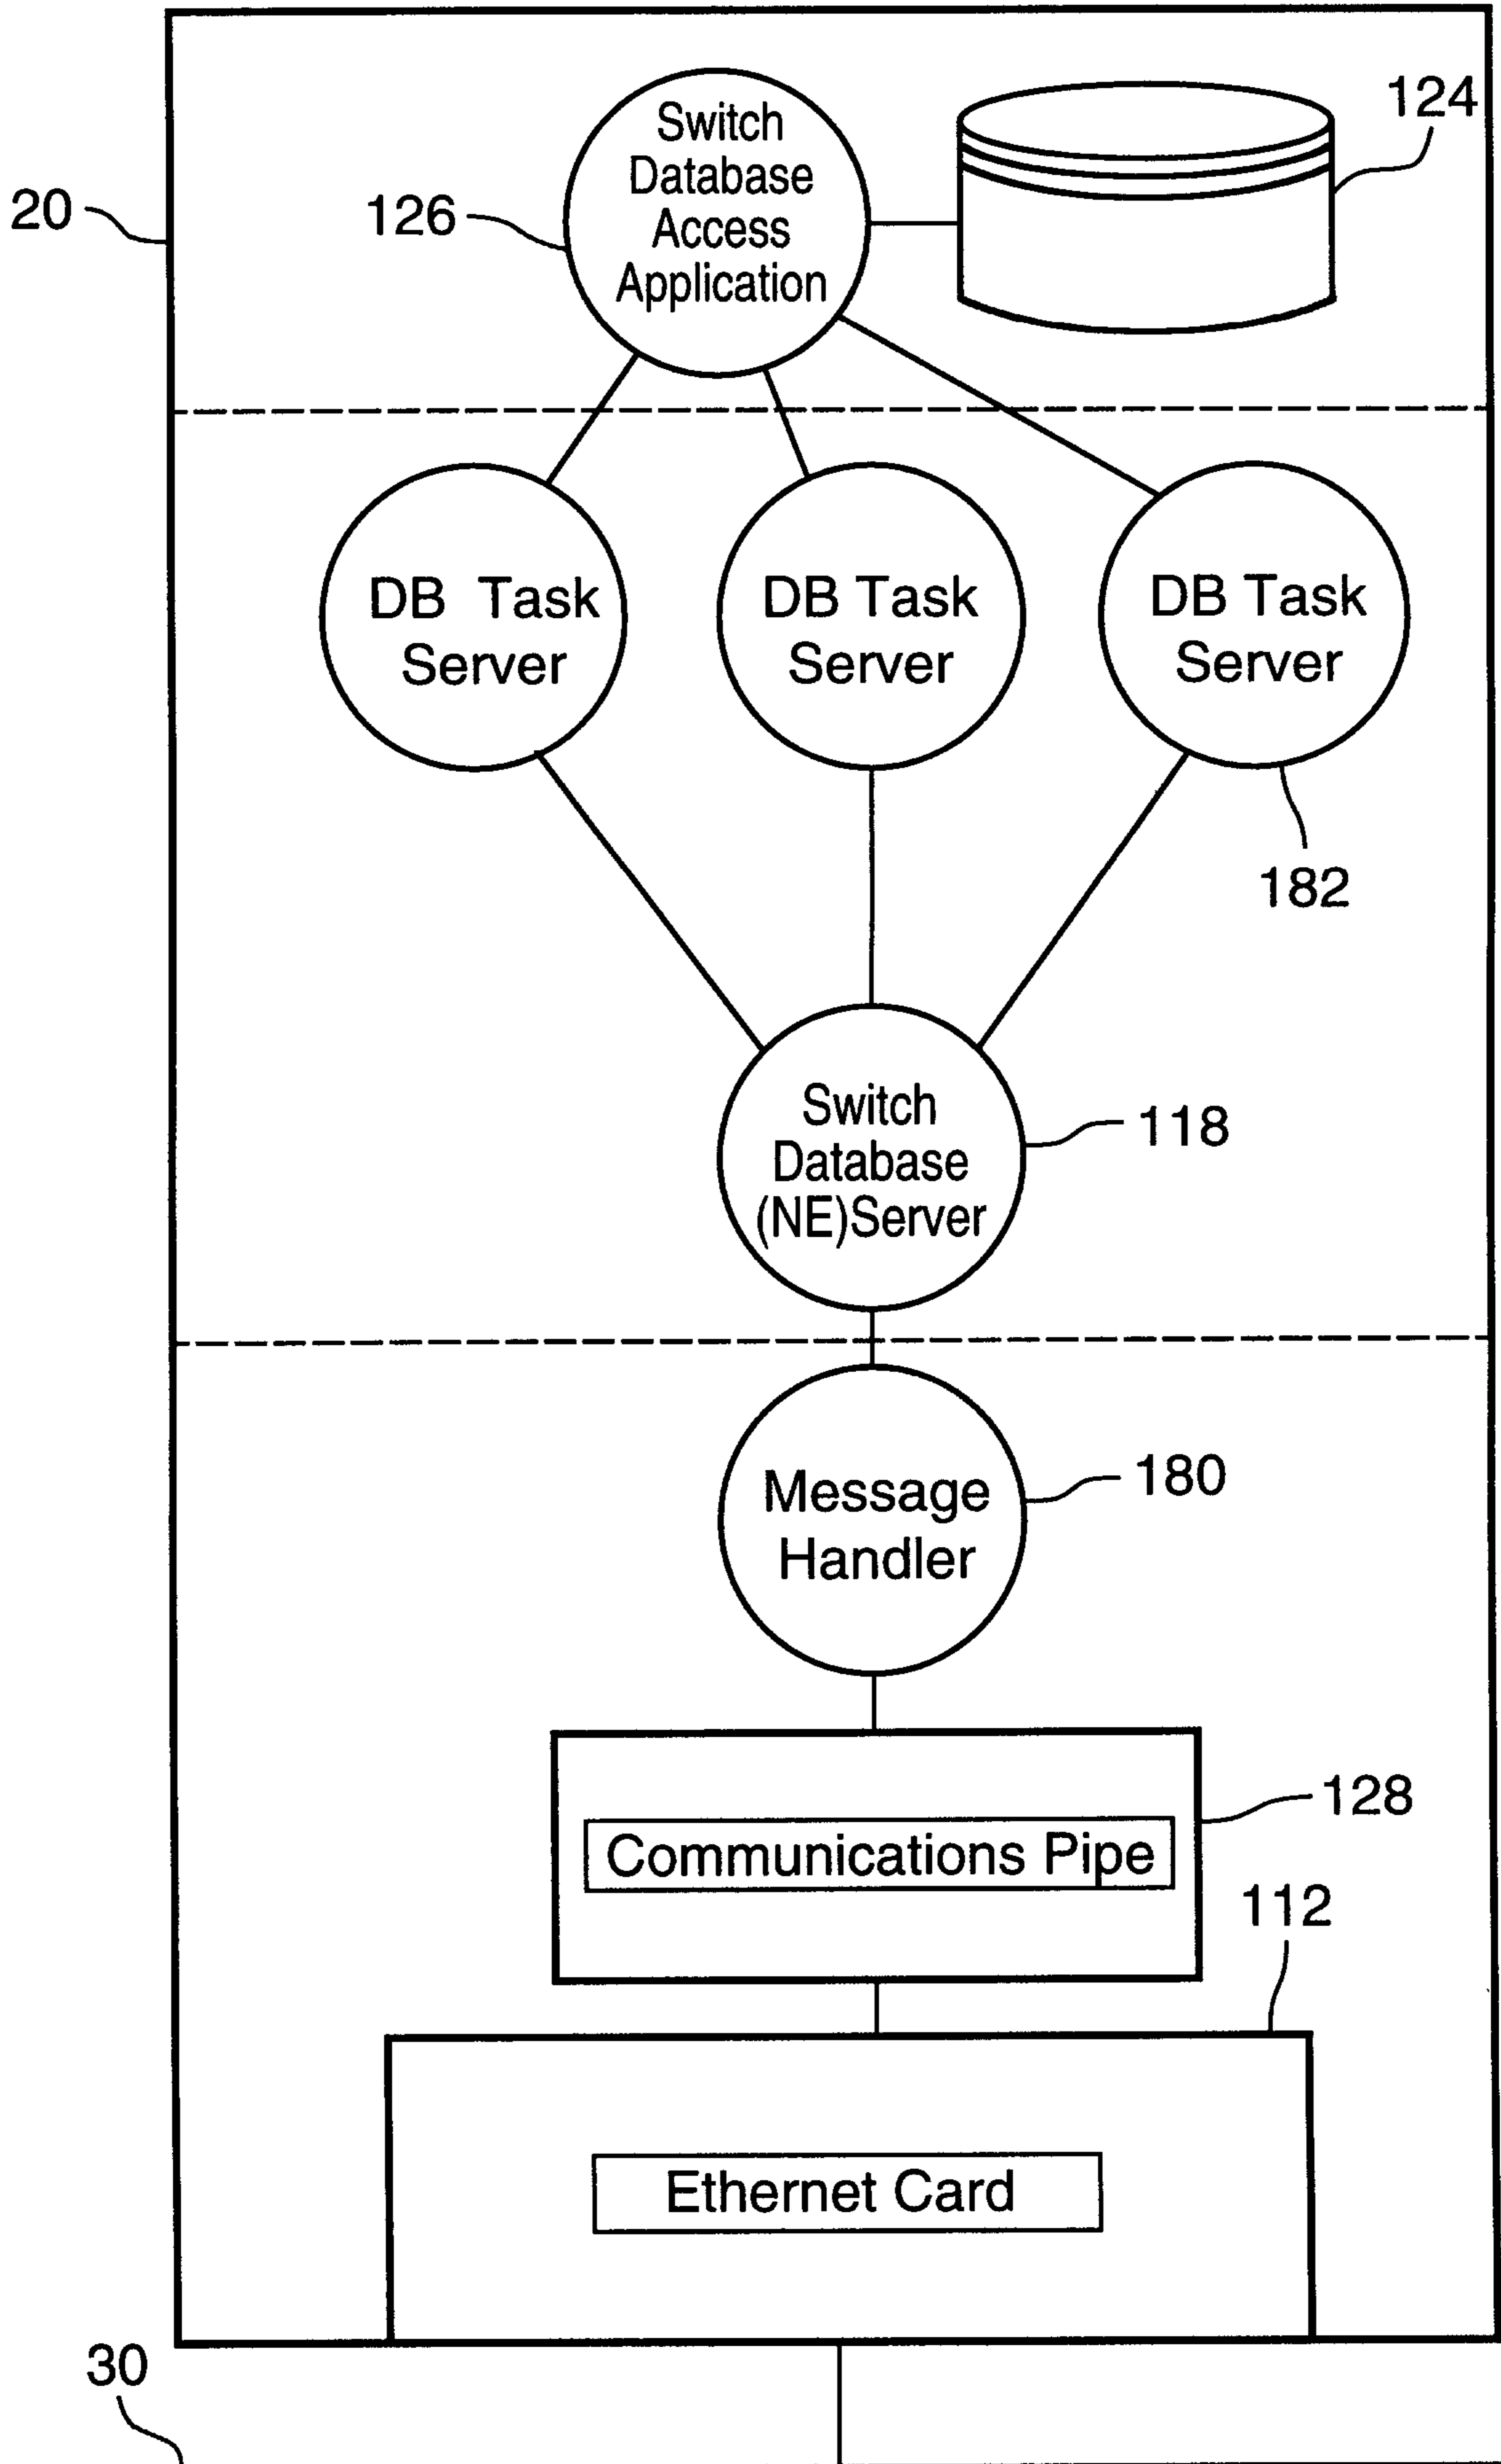 124
20
126
Switch
Database
Access
Application
DB Task
Server
DB Task
Server
DB Task
Server
182
Switch
Database
(NE)Server
118
Message
Handler
180
128
Communications Pipe
112
Ethernet Card
30